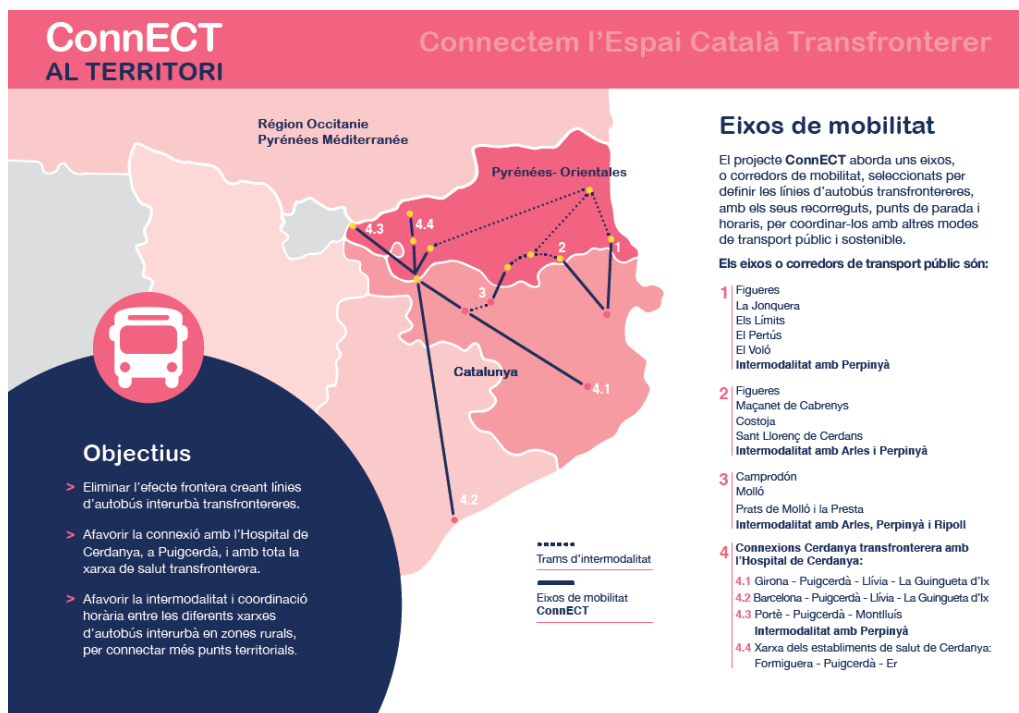 ConnECT
AL TERRITORI
Connectem l’Espai Català Transfronterer
Région Occitanie
Pyrénées Méditerranée
Pyrénées- Orientales
4.3
4.4
2
1
3
Catalunya
4.1
4.2
Objectius
> Eliminar l’efecte frontera creant línies
d’autobús interurbà transfrontereres.
> Afavorir la connexió amb l’Hospital de
Cerdanya, a Puigcerdà, i amb tota la
xarxa de salut transfronterera.
> Afavorir la intermodalitat i coordinació
horària entre les diferents xarxes
d’autobús interurbà en zones rurals,
per connectar més punts territorials.
Trams d’intermodalitat
Eixos de mobilitat
ConnECT
Eixos de mobilitat
El projecte ConnECT aborda uns eixos,
o corredors de mobilitat, seleccionats per
definir les línies d’autobús transfrontereres,
amb els seus recorreguts, punts de parada i
horaris, per coordinar-los amb altres modes
de transport públic i sostenible.
Els eixos o corredors de transport públic són:
1 Figueres
La Jonquera
Els Límits
El Pertús
El Voló
Intermodalitat amb Perpinyà
2 Figueres
Maçanet de Cabrenys
Costoja
Sant Llorenç de Cerdans
Intermodalitat amb Arles i Perpinyà
3 Camprodón
Molló
Prats de Molló i la Presta
Intermodalitat amb Arles, Perpinyà i Ripoll
4 Connexions Cerdanya transfronterera amb
l’Hospital de Cerdanya:
4.1 Girona - Puigcerdà - Llívia - La Guingueta d’Ix
4.2 Barcelona - Puigcerdà - Llívia - La Guingueta d’Ix
4.3 Portè - Puigcerdà - Montlluís
Intermodalitat amb Perpinyà
4.4 Xarxa dels establiments de salut de Cerdanya:
Formiguera - Puigcerdà - Er